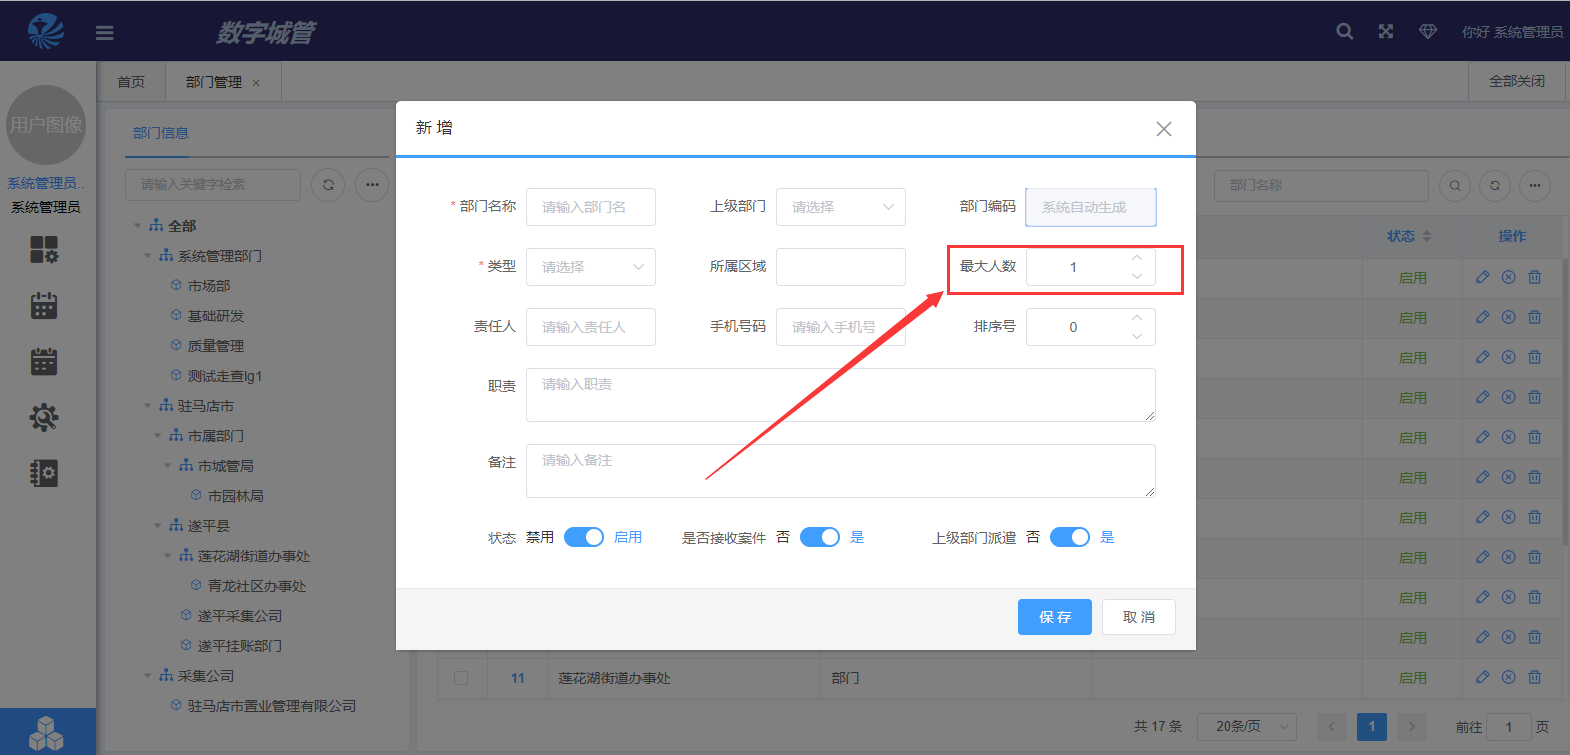 数字城管
你好 系统管理员
首页
部门管理
全部关闭
用户图像
系统管理员..
系统管理员
部门信息
请输入关键字检索
全部
系统管理部门
市场部
基础研发
质量管理
测试走查lg1
驻马店市
市属部门
市城管局
市园林局
遂平县
莲花湖街道办事处
青龙社区办事处
遂平采集公司
遂平挂账部门
采集公司
驻马店市置业管理有限公司
新 增
*部门名称 请输入部门名
上级部门 请选择
部门编码 系统自动生成
*类型 请选择
所属区域
最大人数 1
责任人 请输入责任人
手机号码 请输入手机号
排序号 0
职责 请输入职责
备注 请输入备注
状态 禁用 启用
是否接收案件 否 是
上级部门派遣 否 是
保 存
取 消
部门名称
状态 操作
启用
启用
启用
启用
启用
启用
启用
启用
启用
启用
11 莲花湖街道办事处 部门 启用
共 17 条 20条/页 1 前往 1 页